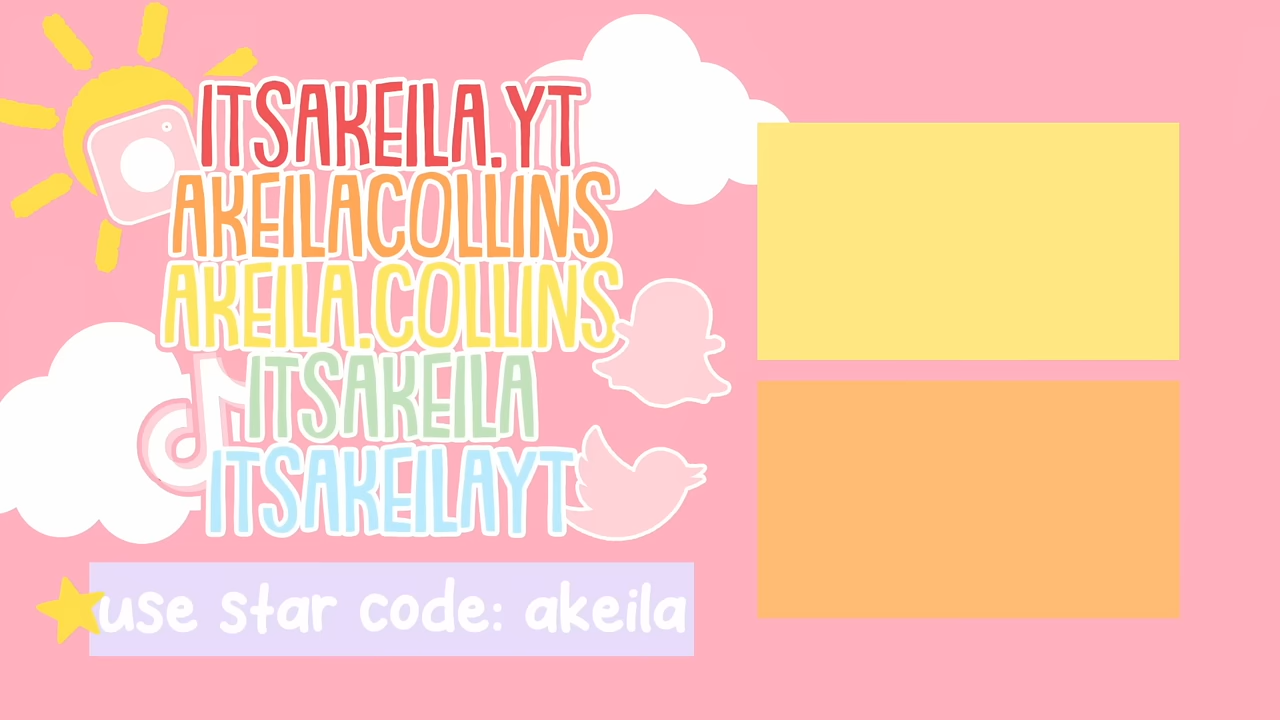 ITSAKEILA.YT
AKEILACOLLINS
AKEILA.COLLINS
ITSAKEILA
ITSAKEILAYT
use star code: akeila